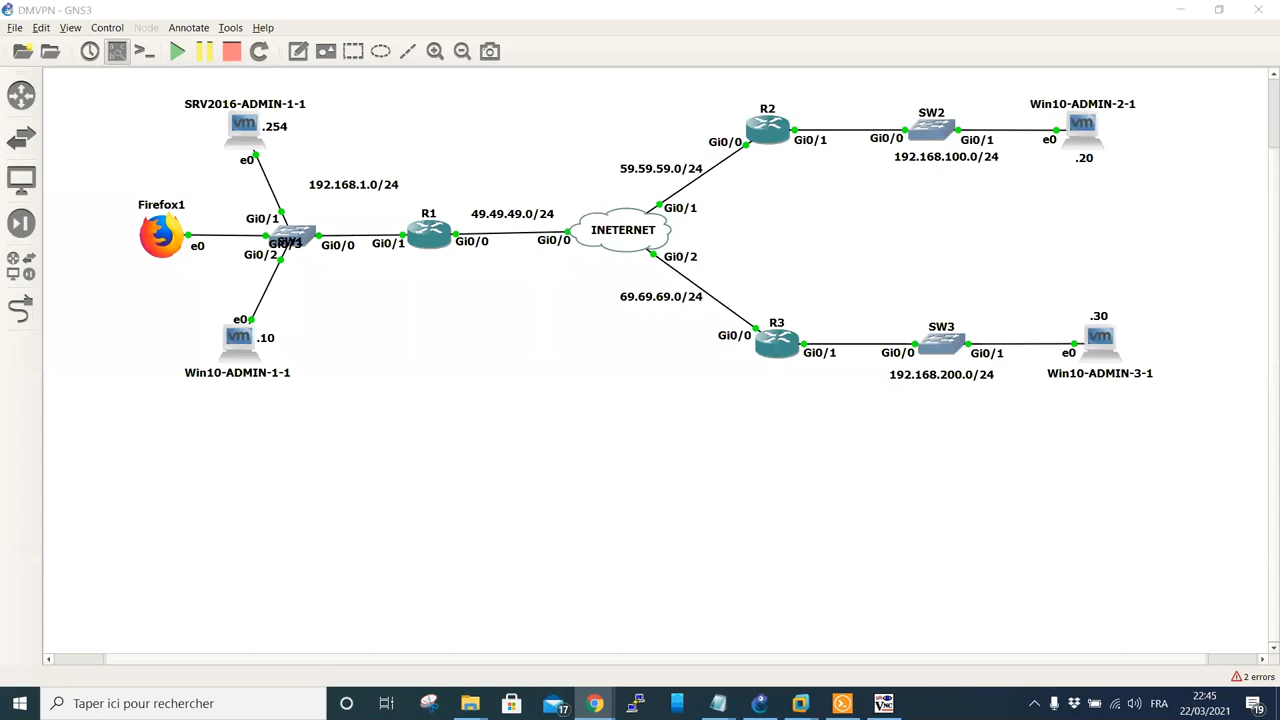 DMVPN - GNS3
File Edit View Control Node Annotate Tools Help
SRV2016-ADMIN-1-1
.254
e0
192.168.1.0/24
Firefox1
e0
Gi0/1
SW1
Gi0/2
Gi0/0
Gi0/1
R1
Gi0/0
49.49.49.0/24
Gi0/0
INETERNET
e0
.10
Win10-ADMIN-1-1
Gi0/1
59.59.59.0/24
Gi0/0
R2
Gi0/1
Gi0/0
SW2
Gi0/1
192.168.100.0/24
Win10-ADMIN-2-1
e0
.20
Gi0/2
69.69.69.0/24
Gi0/0
R3
Gi0/1
Gi0/0
SW3
Gi0/1
192.168.200.0/24
.30
e0
Win10-ADMIN-3-1
2 errors
Taper ici pour rechercher
17
VNC
FRA
22:45
22/03/2021
19